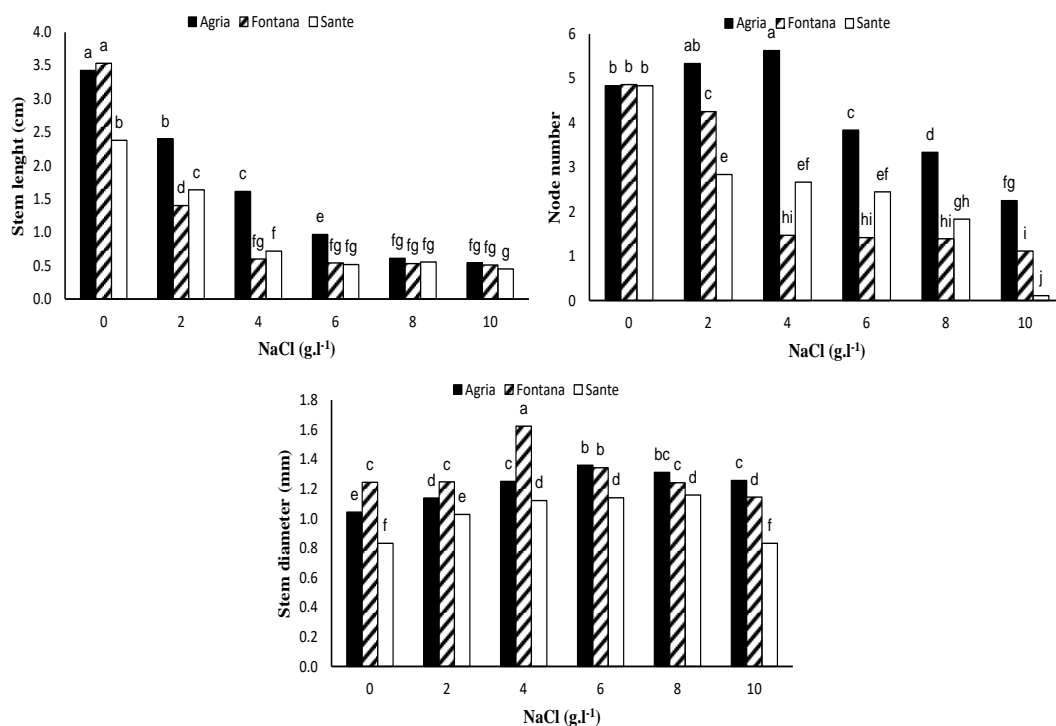 Agria Fontana Sante
4.0
3.5
3.0
2.5
2.0
1.5
1.0
0.5
0.0
Stem lenght (cm)
a a b
b d c
c fg f
e fg fg
fg fg fg
fg fg g
0 2 4 6 8 10
NaCl (g.l-1)
Agria Fontana Sante
6
5
4
3
2
1
0
Node number
b b b
ab c e
a hi ef
c hi ef
d hi gh
fg i j
0 2 4 6 8 10
NaCl (g.l-1)
Agria Fontana Sante
1.8
1.6
1.4
1.2
1.0
0.8
0.6
0.4
0.2
0.0
Stem diameter (mm)
e c f
d c e
c a d
b b d
bc c d
c d f
0 2 4 6 8 10
NaCl (g.l-1)